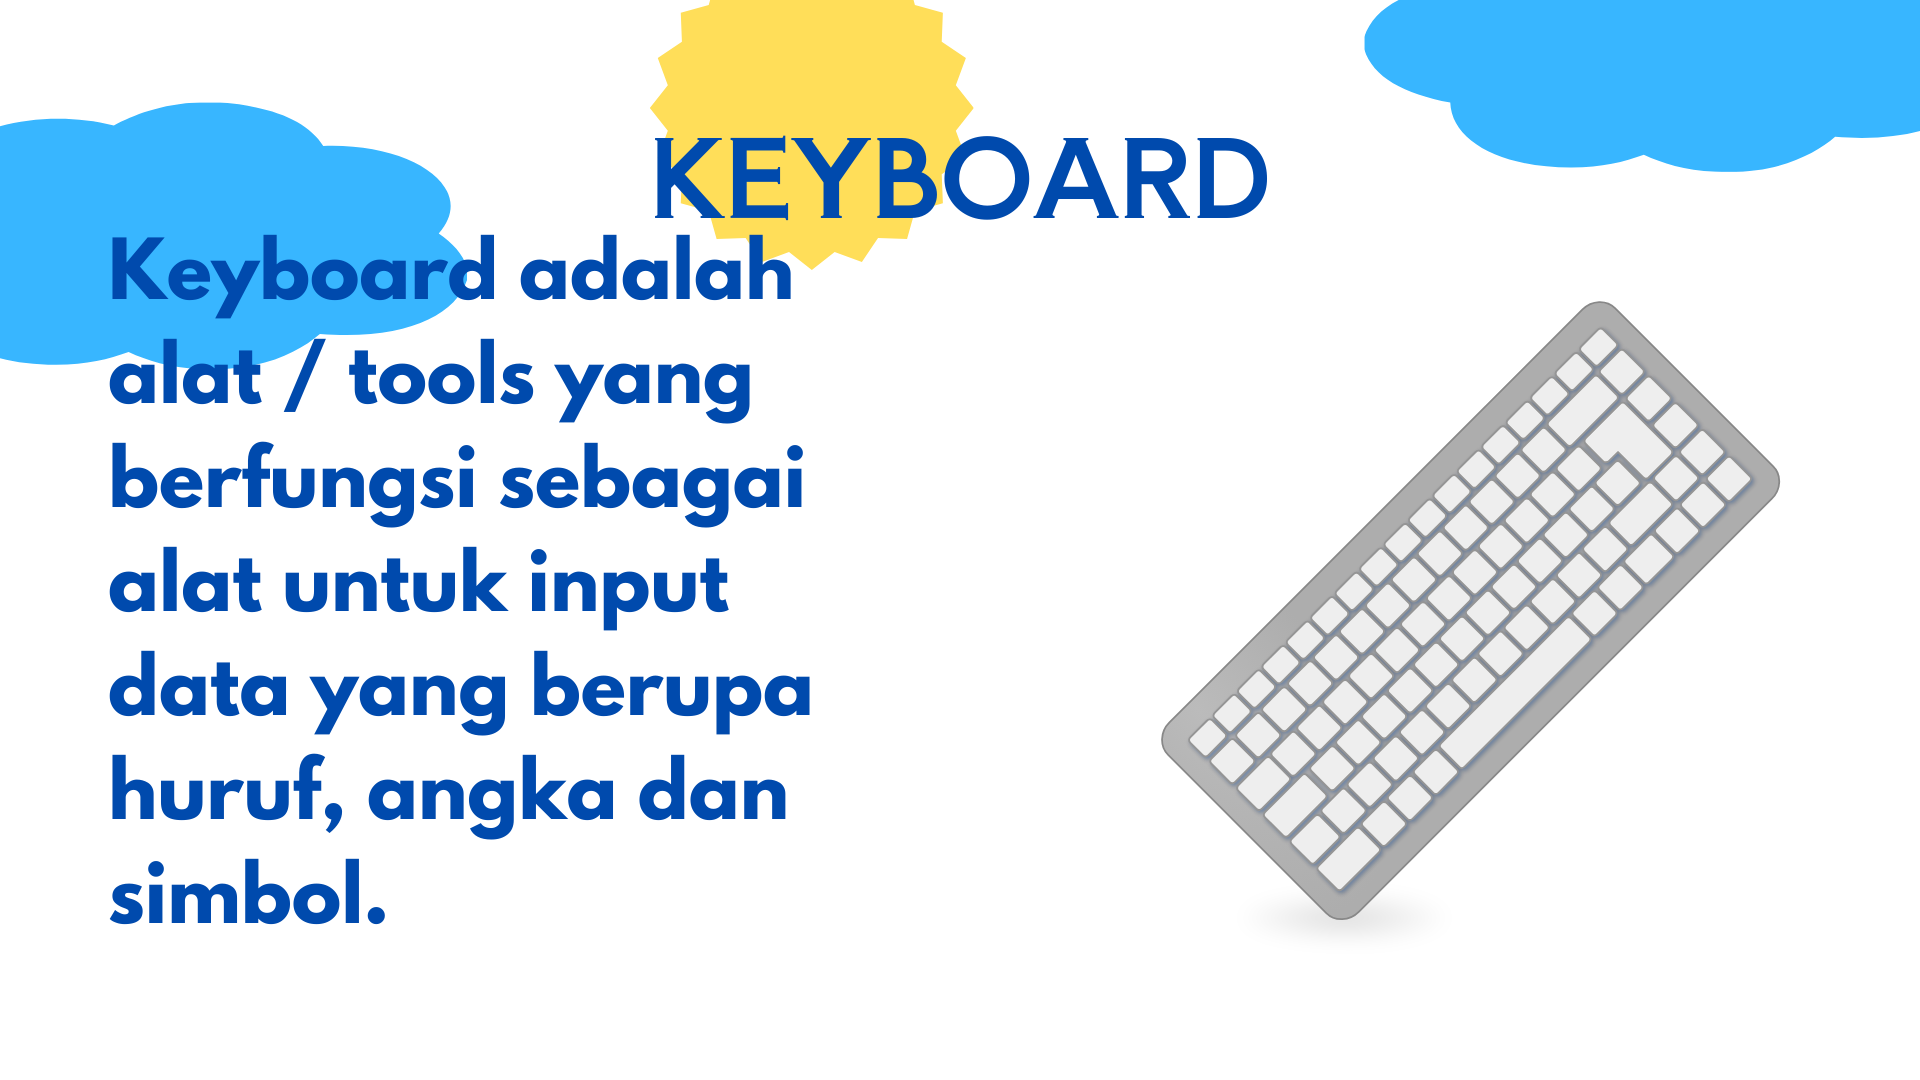 KEYBOARD
Keyboard adalah
alat / tools yang
berfungsi sebagai
alat untuk input
data yang berupa
huruf, angka dan
simbol.